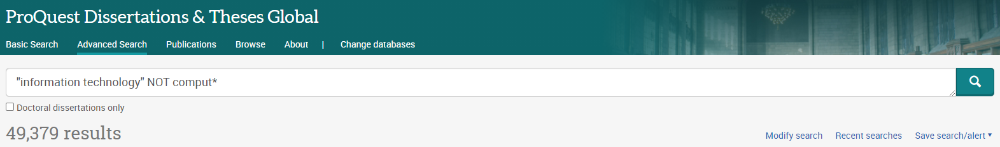 ProQuest Dissertations & Theses Global
Basic Search Advanced Search Publications Browse About | Change databases
"information technology" NOT comput*
Doctoral dissertations only
49,379 results
Modify search Recent searches Save search/alert